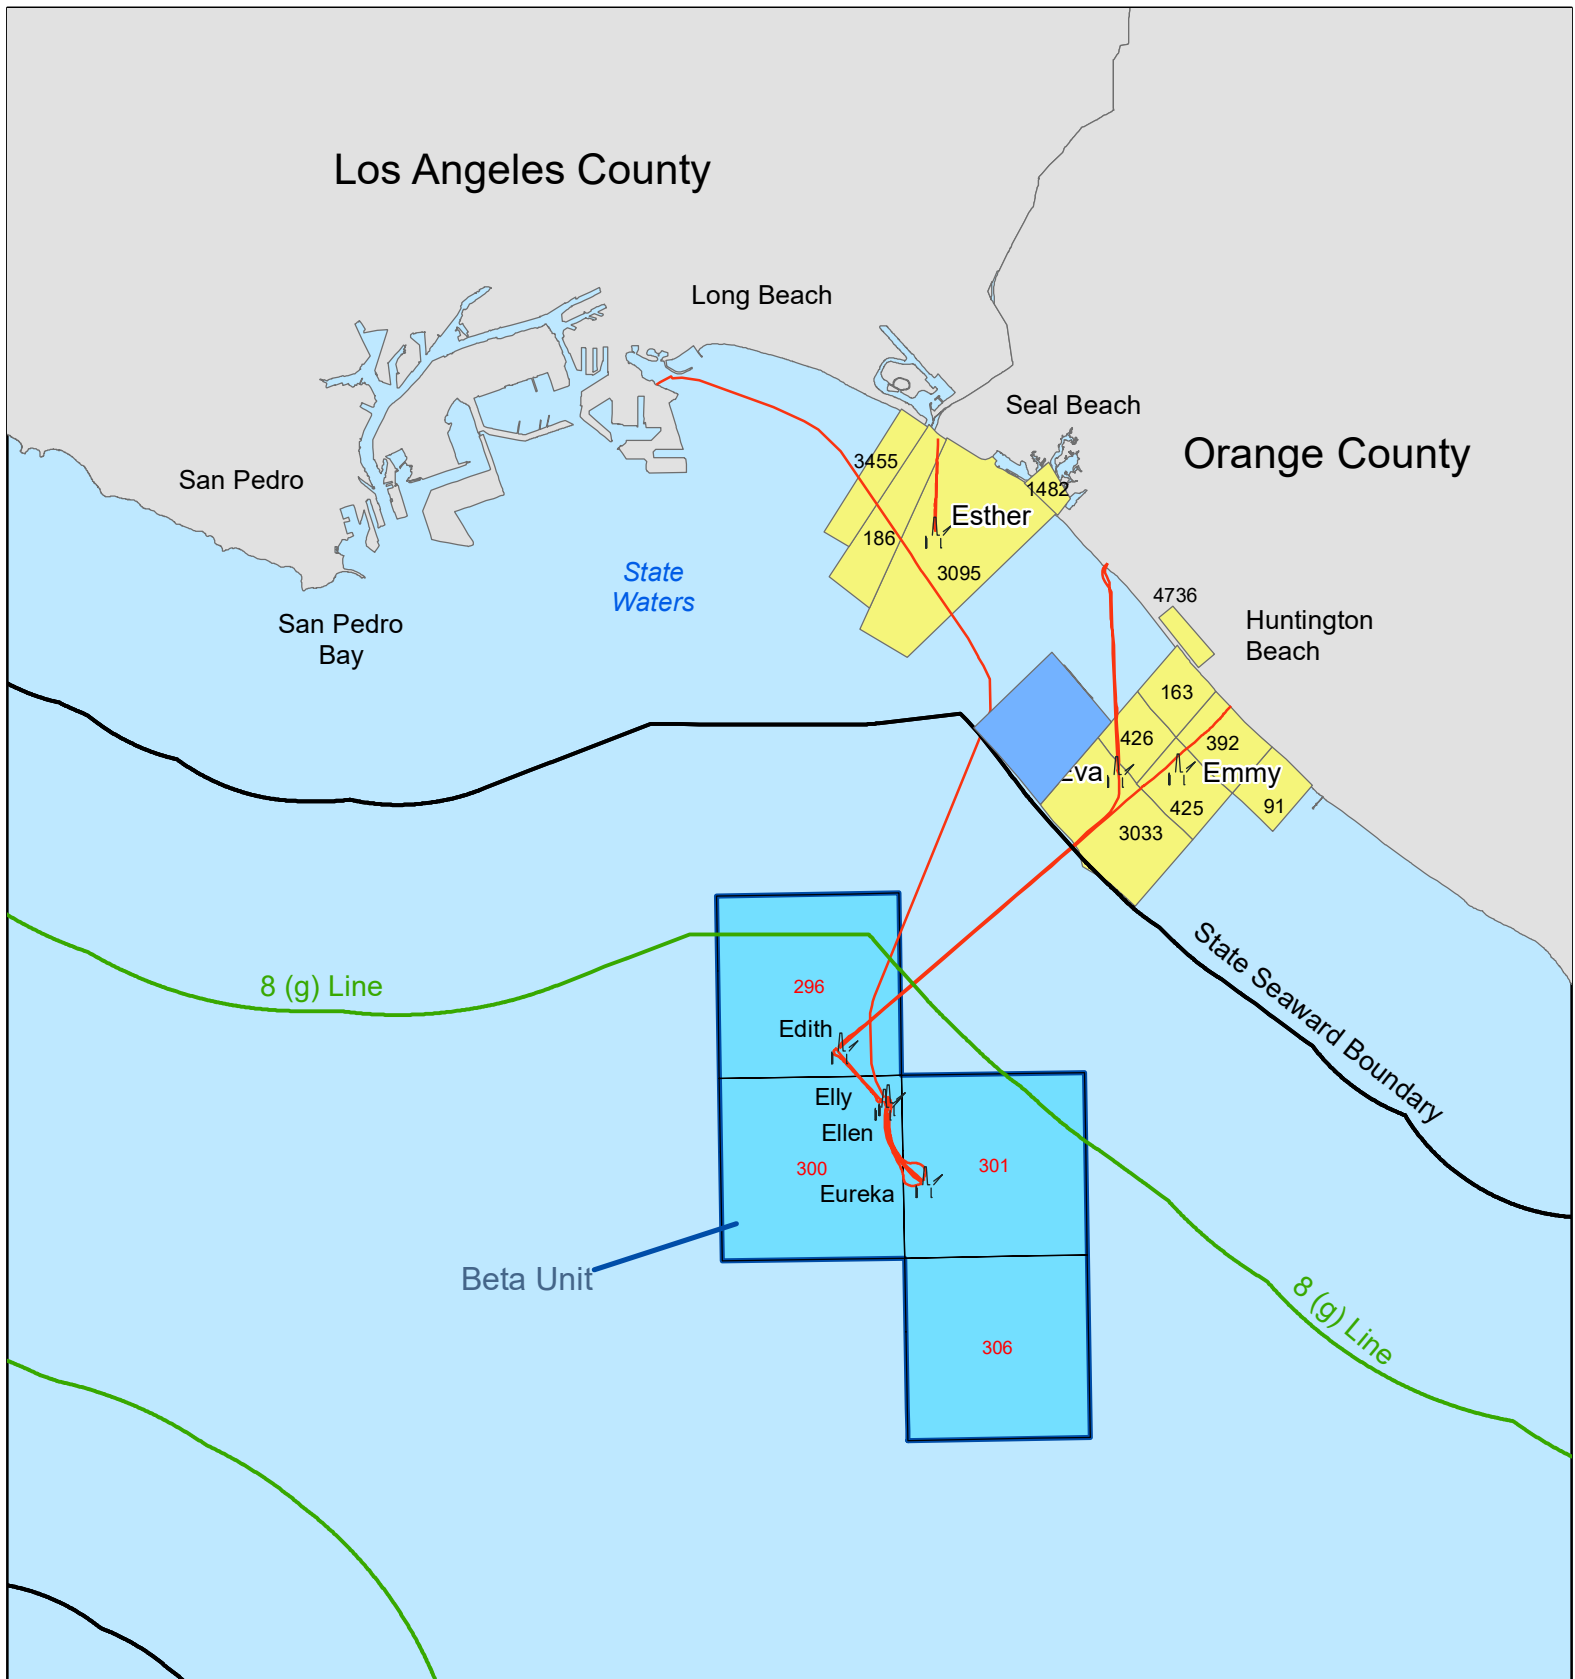 Los Angeles County
Long Beach
Seal Beach
Orange County
3455
San Pedro
1482
Esther
186
3095
State
Waters
4736
San Pedro
Bay
Huntington
Beach
163
426
392
Eva
Emmy
91
425
3033
State Seaward Boundary
8 (g) Line
296
Edith
Elly
Ellen
300
301
Eureka
Beta Unit
8 (g) Line
306